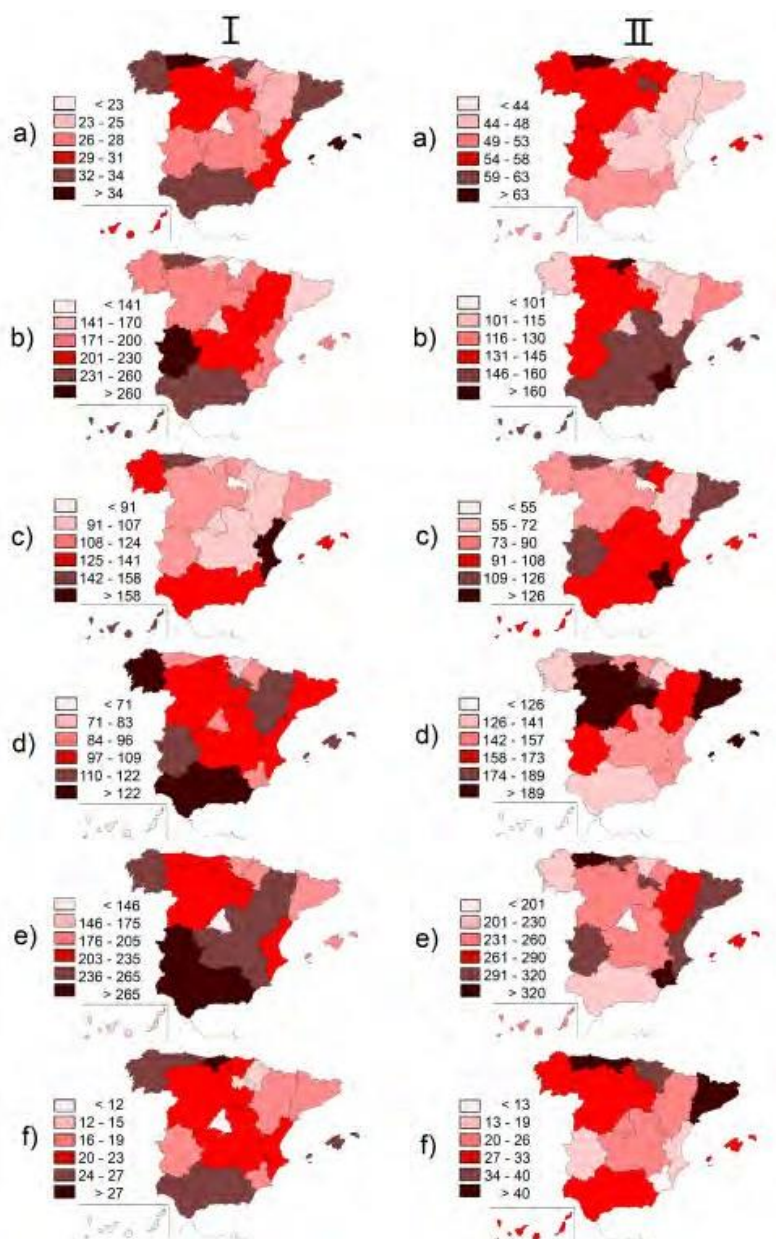 I
II
a)
< 23
23 - 25
26 - 28
29 - 31
32 - 34
> 34
a)
< 44
44 - 48
49 - 53
54 - 58
59 - 63
> 63
b)
< 141
141 - 170
171 - 200
201 - 230
231 - 260
> 260
b)
< 101
101 - 115
116 - 130
131 - 145
146 - 160
> 160
c)
< 91
91 - 107
108 - 124
125 - 141
142 - 158
> 158
c)
< 55
55 - 72
73 - 90
91 - 108
109 - 126
> 126
d)
< 71
71 - 83
84 - 96
97 - 109
110 - 122
> 122
d)
< 126
126 - 141
142 - 157
158 - 173
174 - 189
> 189
e)
< 146
146 - 175
176 - 205
203 - 235
236 - 265
> 265
e)
< 201
201 - 230
231 - 260
261 - 290
291 - 320
> 320
f)
< 12
12 - 15
16 - 19
20 - 23
24 - 27
> 27
f)
< 13
13 - 19
20 - 26
27 - 33
34 - 40
> 40